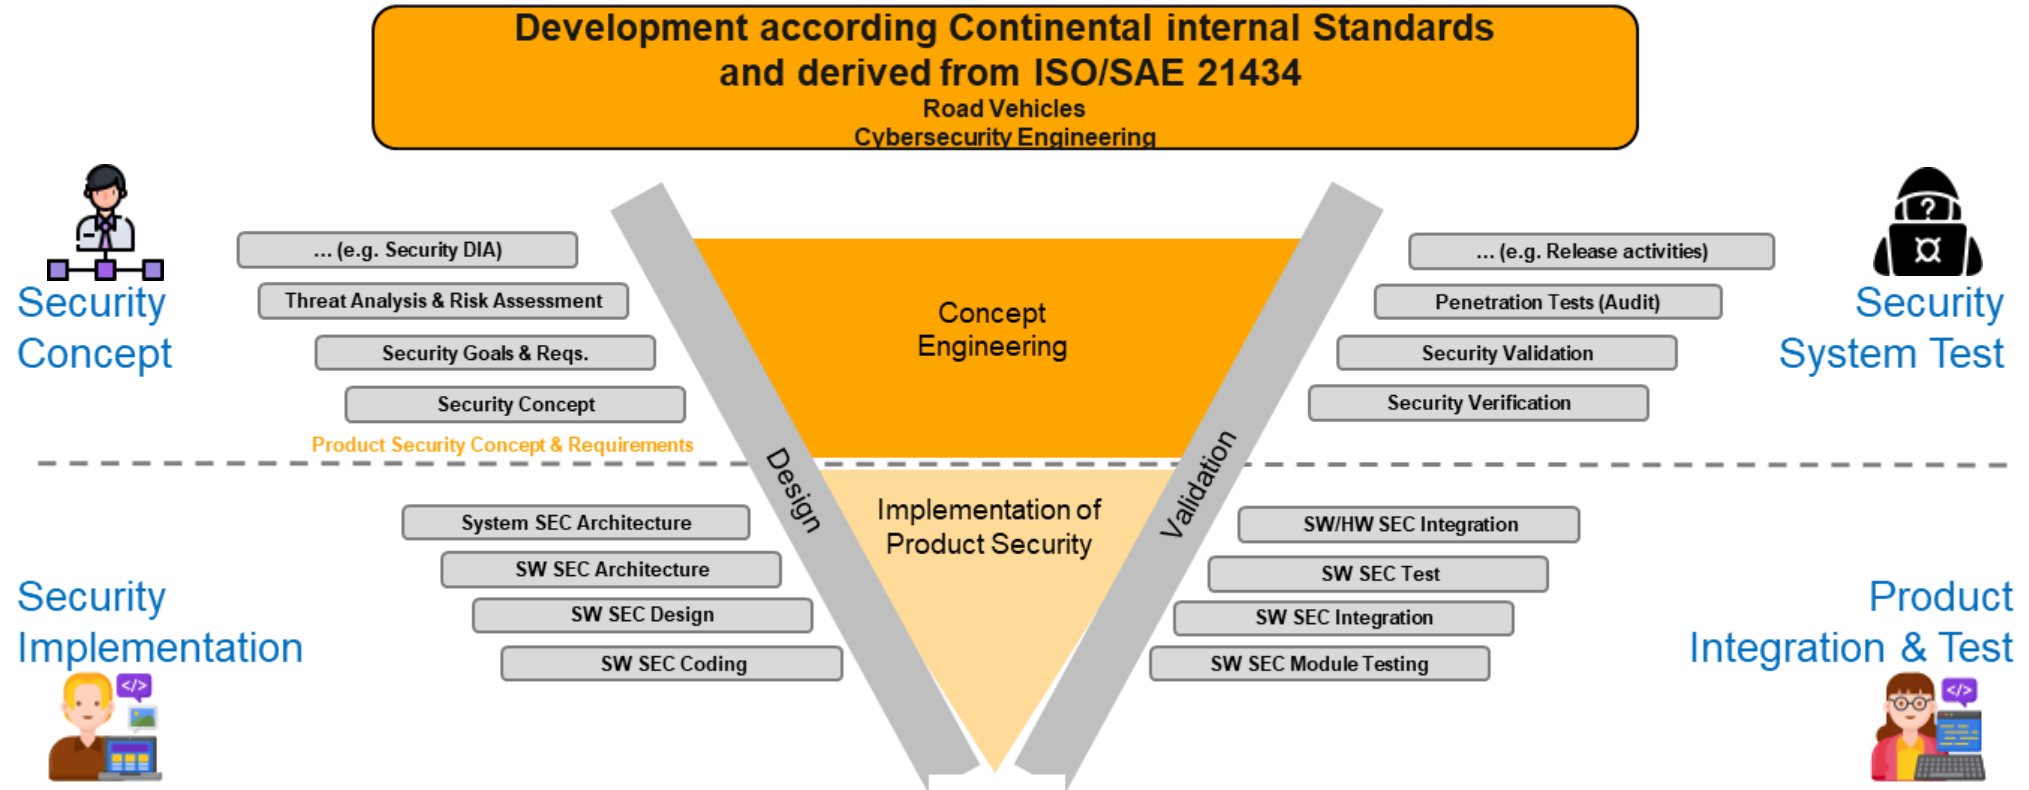 Development according Continental internal Standards
and derived from ISO/SAE 21434
Road Vehicles
Cybersecurity Engineering
Security
Concept
... (e.g. Security DIA)
Threat Analysis & Risk Assessment
Security Goals & Reqs.
Security Concept
Product Security Concept & Requirements
Concept
Engineering
... (e.g. Release activities)
Penetration Tests (Audit)
Security Validation
Security Verification
Security
System Test
Design
Validation
Security
Implementation
</>
System SEC Architecture
SW SEC Architecture
SW SEC Design
SW SEC Coding
Implementation of
Product Security
SW/HW SEC Integration
SW SEC Test
SW SEC Integration
SW SEC Module Testing
Product
Integration & Test
</>
?